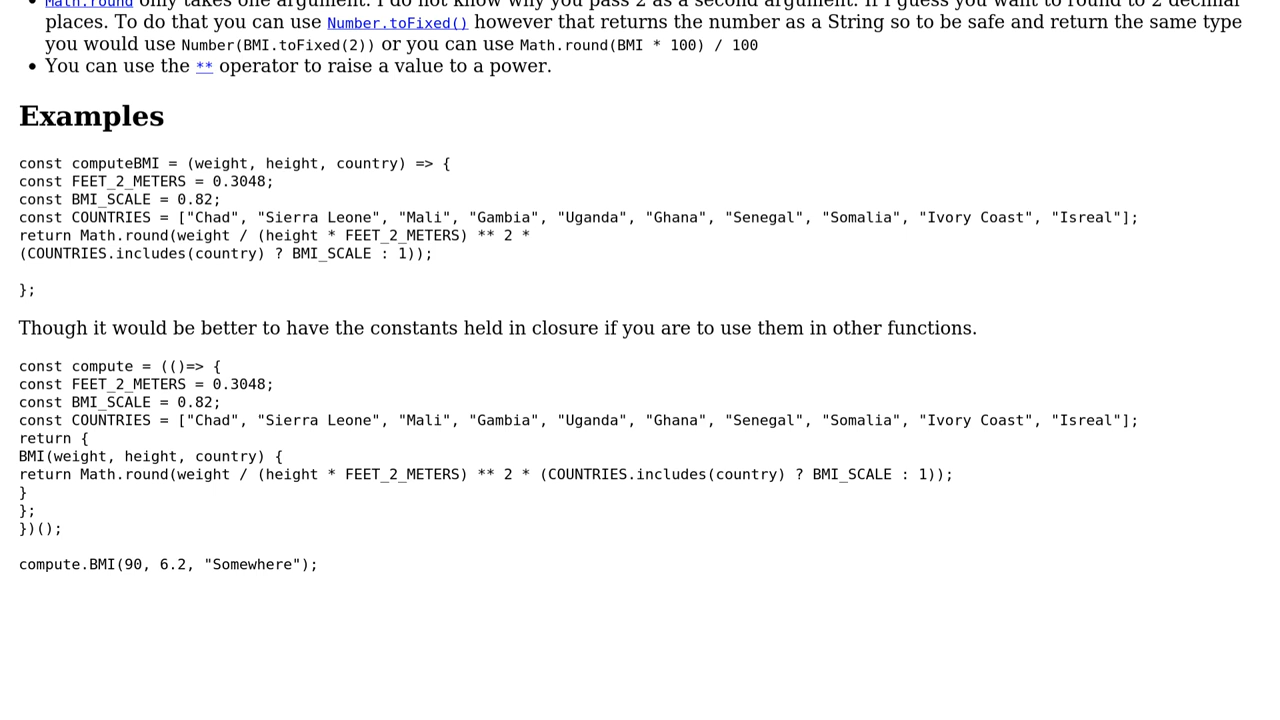 Math.round only takes one argument. I do not know why you pass 2 as a second argument. If I guess you want to round to 2 decimal
places. To do that you can use Number.toFixed() however that returns the number as a String so to be safe and return the same type
you would use Number(BMI.toFixed(2)) or you can use Math.round(BMI * 100) / 100
You can use the ** operator to raise a value to a power.
Examples
const computeBMI = (weight, height, country) => {
const FEET_2_METERS = 0.3048;
const BMI_SCALE = 0.82;
const COUNTRIES = ["Chad", "Sierra Leone", "Mali", "Gambia", "Uganda", "Ghana", "Senegal", "Somalia", "Ivory Coast", "Isreal"];
return Math.round(weight / (height * FEET_2_METERS) ** 2 *
(COUNTRIES.includes(country) ? BMI_SCALE : 1));
};
Though it would be better to have the constants held in closure if you are to use them in other functions.
const compute = (()=> {
const FEET_2_METERS = 0.3048;
const BMI_SCALE = 0.82;
const COUNTRIES = ["Chad", "Sierra Leone", "Mali", "Gambia", "Uganda", "Ghana", "Senegal", "Somalia", "Ivory Coast", "Isreal"];
return {
BMI(weight, height, country) {
return Math.round(weight / (height * FEET_2_METERS) ** 2 * (COUNTRIES.includes(country) ? BMI_SCALE : 1));
}
};
})();
compute.BMI(90, 6.2, "Somewhere");